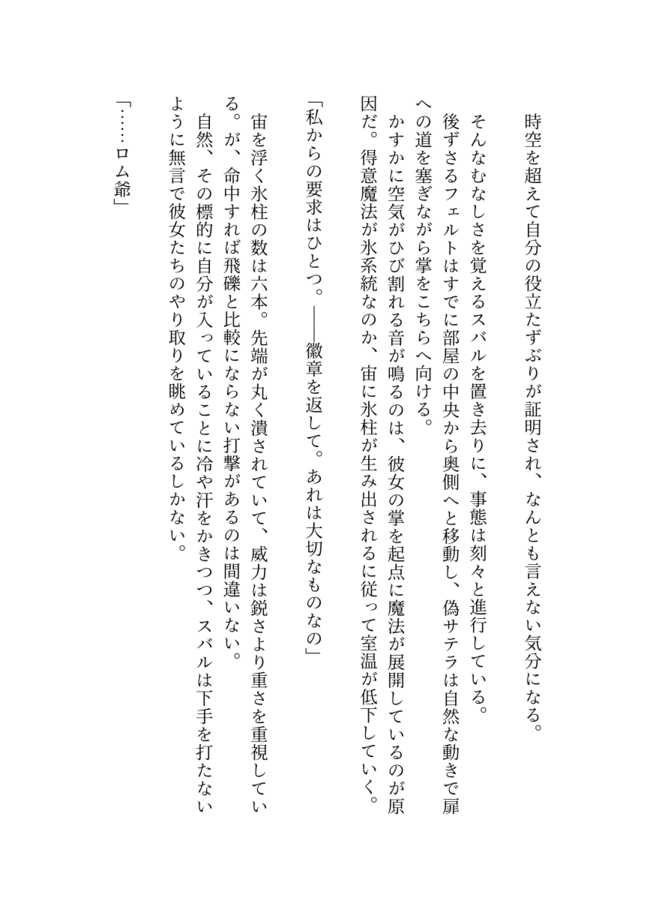 時空を超えて自分の役立たずぶりが証明され、なんとも言えない気分になる。
そんなむなしさを覚えるスバルを置き去りに、事態は刻々と進行している。
後ずさるフェルトはすでに部屋の中央から奥側へと移動し、偽サテラは自然な動きで扉
への道を塞ぎながら掌をこちらへ向ける。
かすかに空気がひび割れる音が鳴るのは、彼女の掌を起点に魔法が展開しているのが原
因だ。得意魔法が氷系統なのか、宙に氷柱が生み出されるに従って室温が低下していく。
「私からの要求はひとつ。――徽章を返して。あれは大切なものなの」
宙を浮く氷柱の数は六本。先端が丸く潰されていて、威力は鋭さより重さを重視してい
る。が、命中すれば飛礫と比較にならない打撃があるのは間違いない。
自然、その標的に自分が入っていることに冷や汗をかきつつ、スバルは下手を打たない
ように無言で彼女たちのやり取りを眺めているしかない。
「……ロム爺」